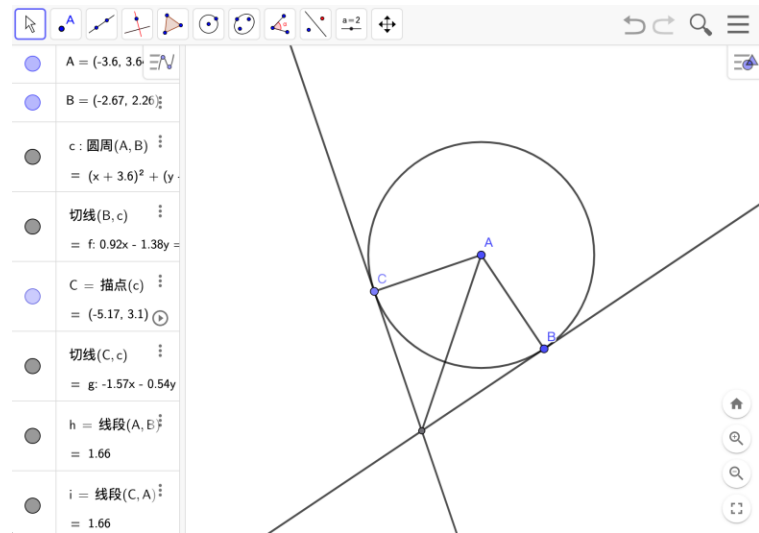 A
a=2
A = (-3.6, 3.6
B = (-2.67, 2.26)
c : 圆周(A, B)
= (x + 3.6)² + (y -
切线(B, c)
= f: 0.92x - 1.38y =
C = 描点(c)
= (-5.17, 3.1)
切线(C, c)
= g: -1.57x - 0.54y
h = 线段(A, B)
= 1.66
i = 线段(C, A)
= 1.66
A
C
B